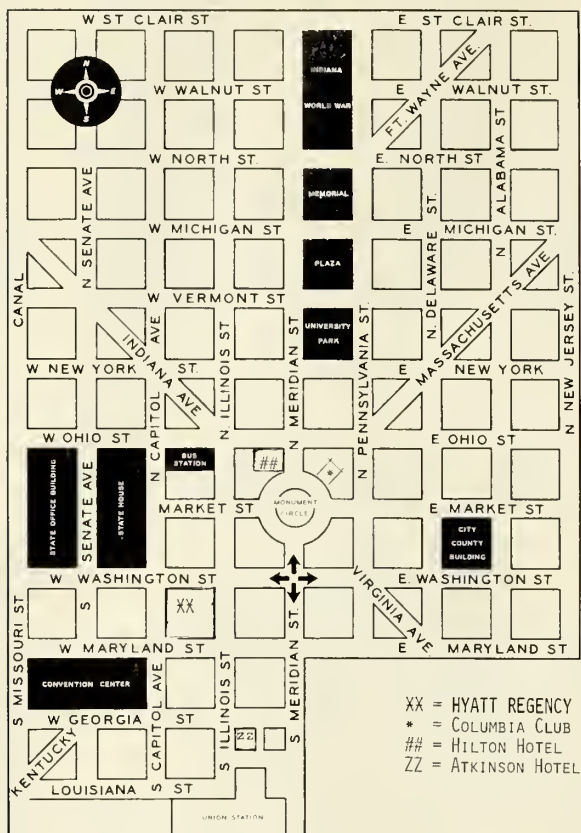 W ST CLAIR ST
E ST CLAIR ST.
N
W E
S
INDIANA
WORLD WAR
MEMORIAL
PLAZA
UNIVERSITY
PARK
FT. WAYNE AVE.
W WALNUT ST
E WALNUT ST.
W NORTH ST.
E. NORTH ST
N ALABAMA ST
N SENATE AVE
W MICHIGAN ST
E MICHIGAN ST.
CANAL
N. DELAWARE ST.
MASSACHUSETTS AVE
N NEW JERSEY ST
W VERMONT ST
INDIANA AVE
N CAPITOL AVE
N ILLINOIS ST
N MERIDIAN ST
N PENNSYLVANIA ST.
W NEW YORK ST.
E NEW YORK
W OHIO ST
E OHIO ST
STATE OFFICE BUILDING
SENATE AVE
S
STATE HOUSE
BUS
STATION
##
*
MONUMENT
CIRCLE
MARKET ST
E MARKET ST
CITY
COUNTY
BUILDING
W WASHINGTON ST
E. WASHINGTON ST
VIRGINIA AVE
XX
S MISSOURI ST
W MARYLAND ST
E MARYLAND ST
CONVENTION CENTER
S CAPITOL AVE
S ILLINOIS ST
S MERIDIAN ST.
W GEORGIA ST
KENTUCKY
ZZ
LOUISIANA ST
UNION STATION
XX = HYATT REGENCY
* = COLUMBIA CLUB
## = HILTON HOTEL
ZZ = ATKINSON HOTEL